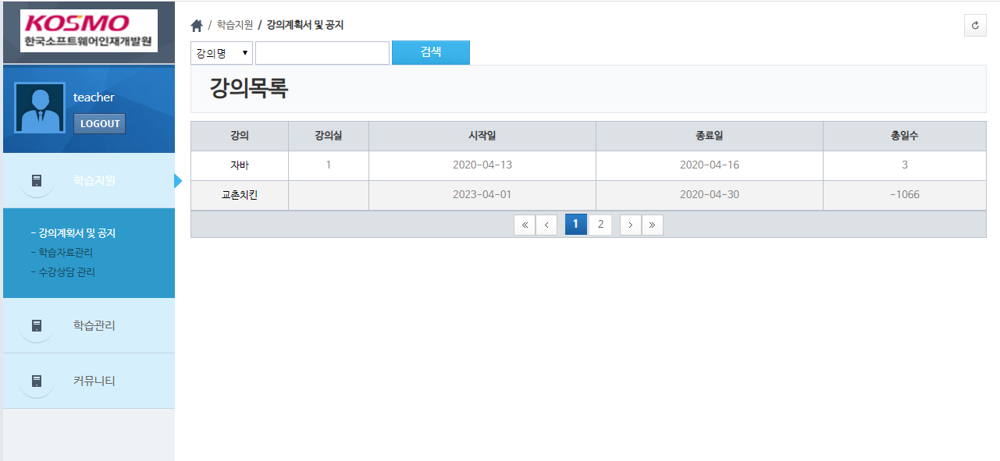 KOSMO
한국소프트웨어인재개발원
teacher
LOGOUT
학습지원
- 강의계획서 및 공지
- 학습자료관리
- 수강상담 관리
학습관리
커뮤니티
/ 학습지원 / 강의계획서 및 공지
강의명 ▼ 검색
강의목록
강의 강의실 시작일 종료일 총일수
자바 1 2020-04-13 2020-04-16 3
교촌치킨 2023-04-01 2020-04-30 -1066
« ‹ 1 2 › »